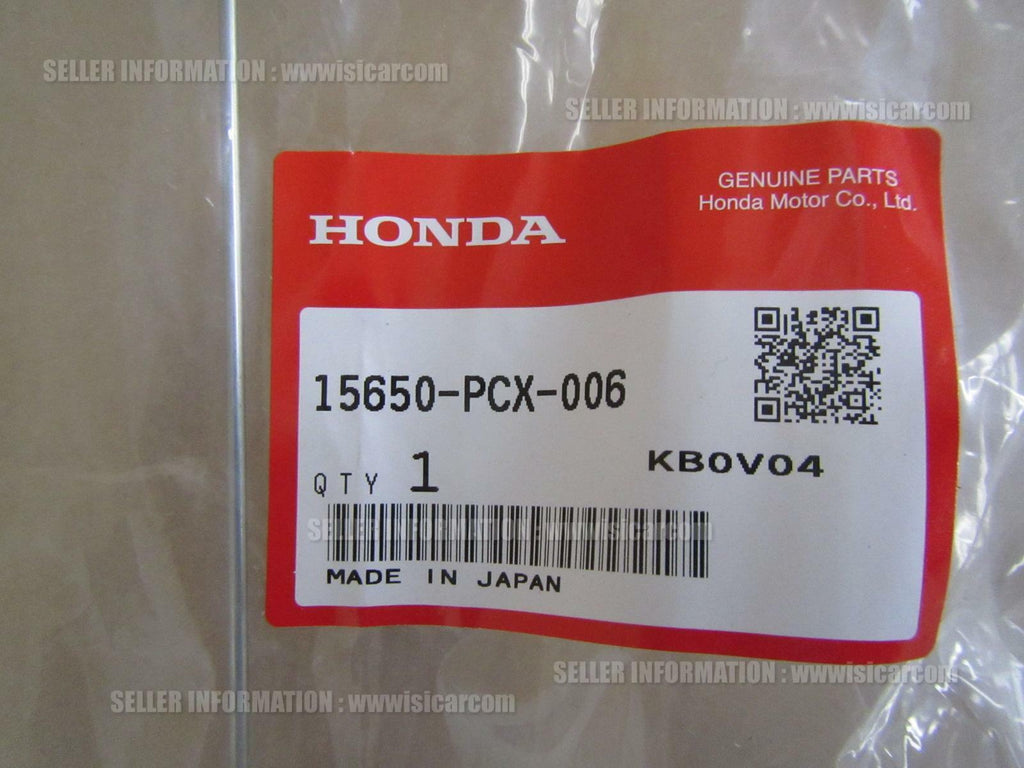 SELLER INFORMATION : wwwisicarcom
SELLER INFORMATION : wwwisicarcom
GENUINE PARTS
Honda Motor Co., Ltd.
HONDA
15650-PCX-006
KB0V04
QTY 1
SELLER INFORMATION : wwwisicarcom
MADE IN JAPAN
SELLER INFORMATION : wwwisicarcom
SELLER INFORMATION : wwwisicarcom